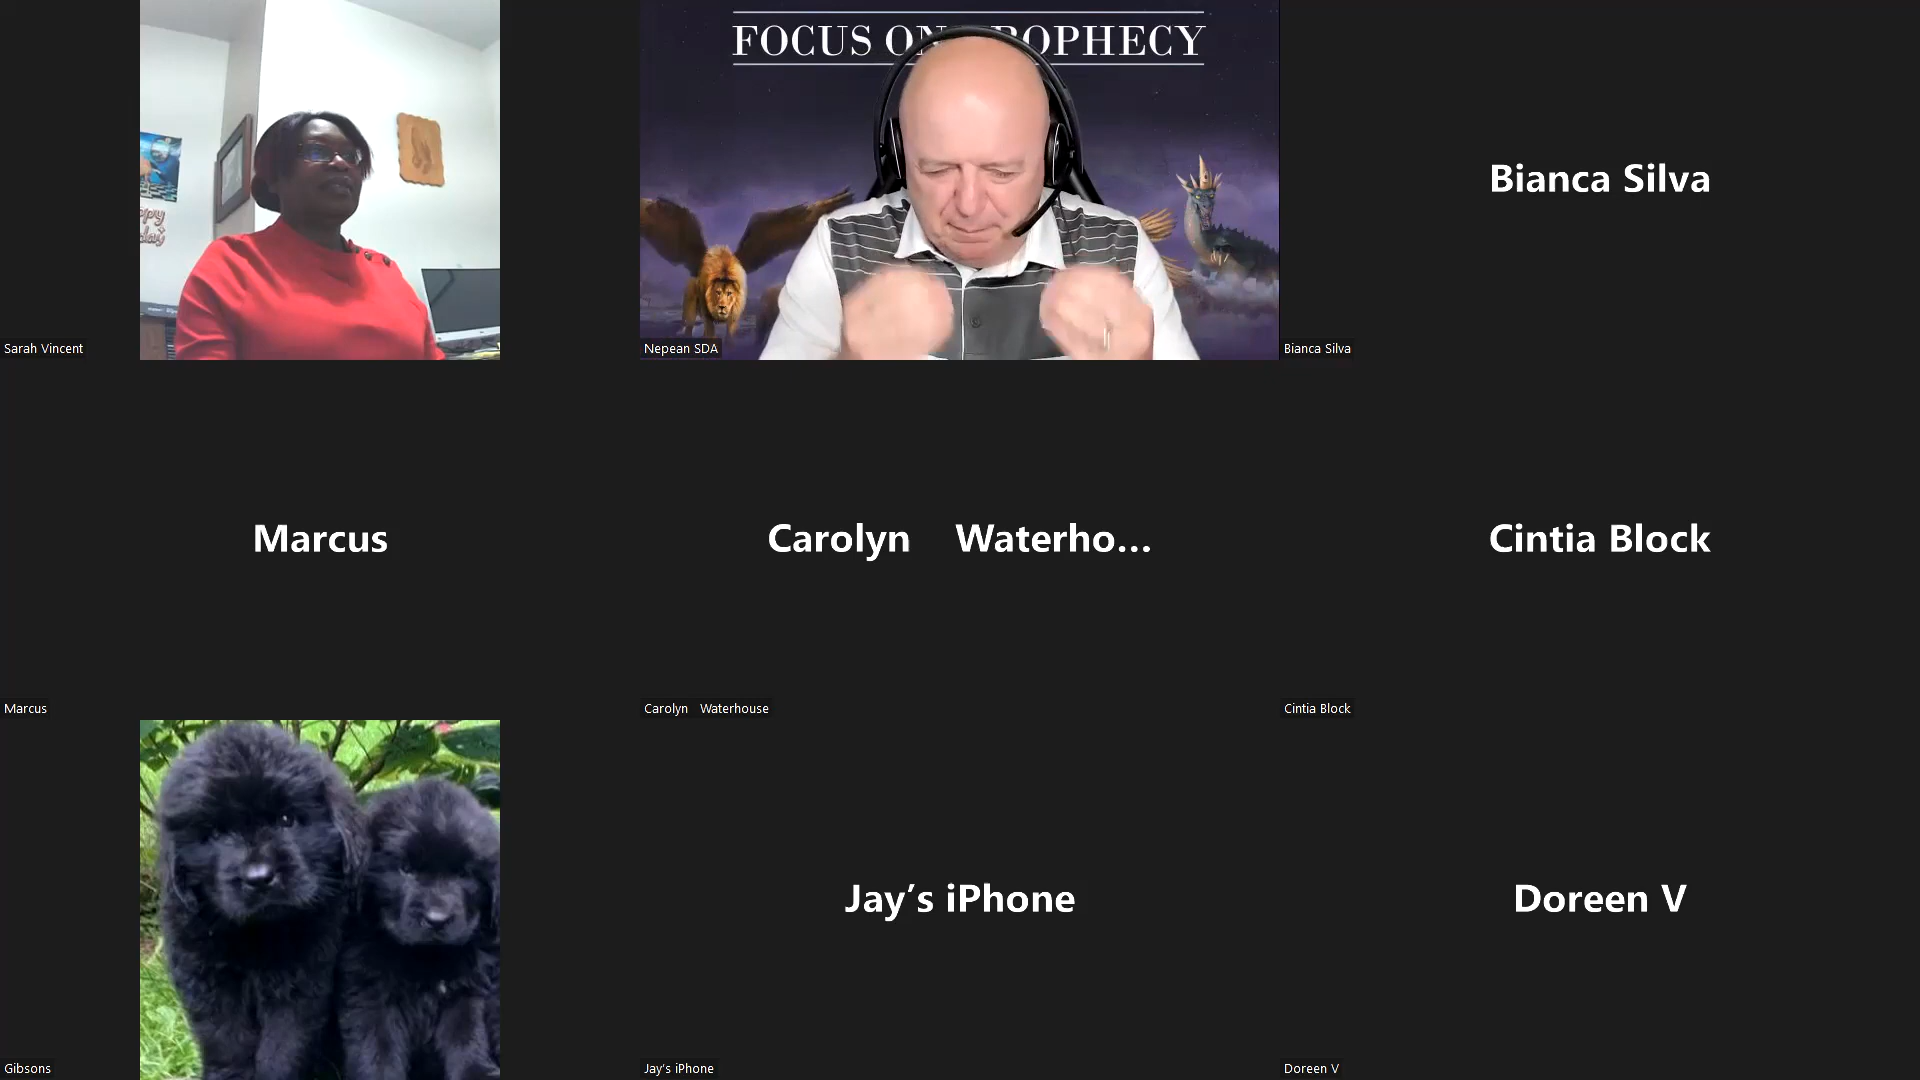 FOCUS ON PROPHECY
Happy
Sarah Vincent
Nepean SDA
Bianca Silva
Bianca Silva
Marcus
Marcus
Carolyn Waterho...
Carolyn Waterhouse
Cintia Block
Cintia Block
Gibsons
Jay's iPhone
Jay's iPhone
Doreen V
Doreen V